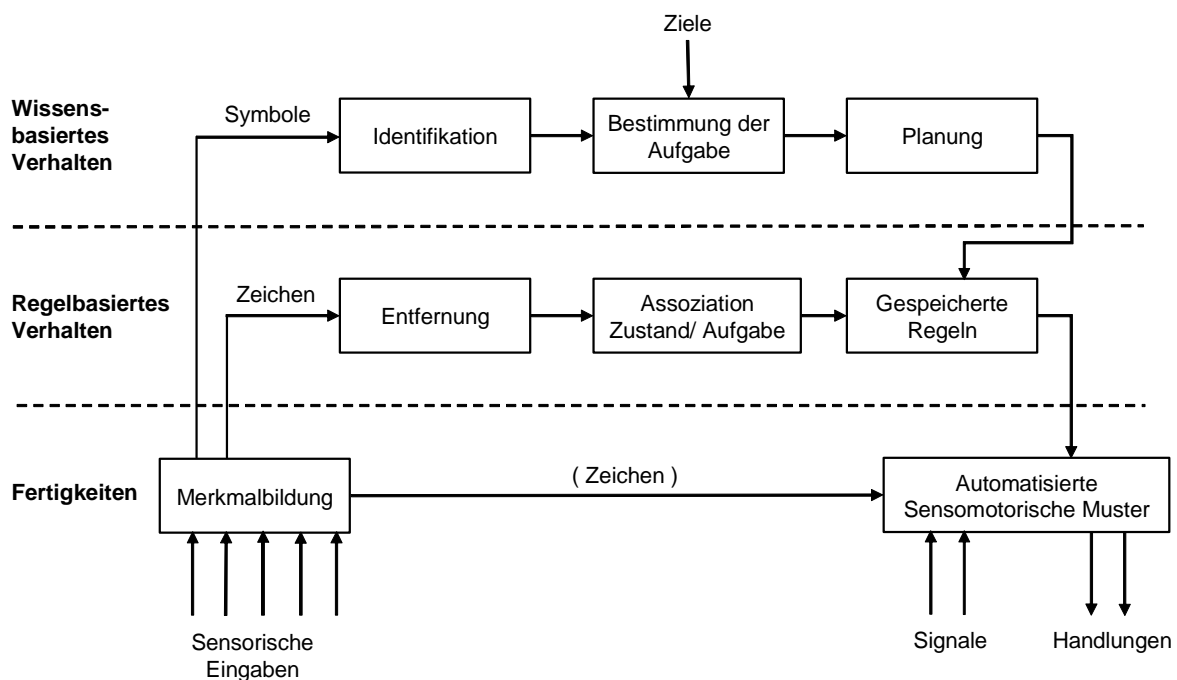 Ziele
Wissens-
basiertes
Verhalten
Symbole
Identifikation
Bestimmung der
Aufgabe
Planung
Regelbasiertes
Verhalten
Zeichen
Entfernung
Assoziation
Zustand/ Aufgabe
Gespeicherte
Regeln
Fertigkeiten
Merkmalbildung
( Zeichen )
Automatisierte
Sensomotorische Muster
Sensorische
Eingaben
Signale
Handlungen